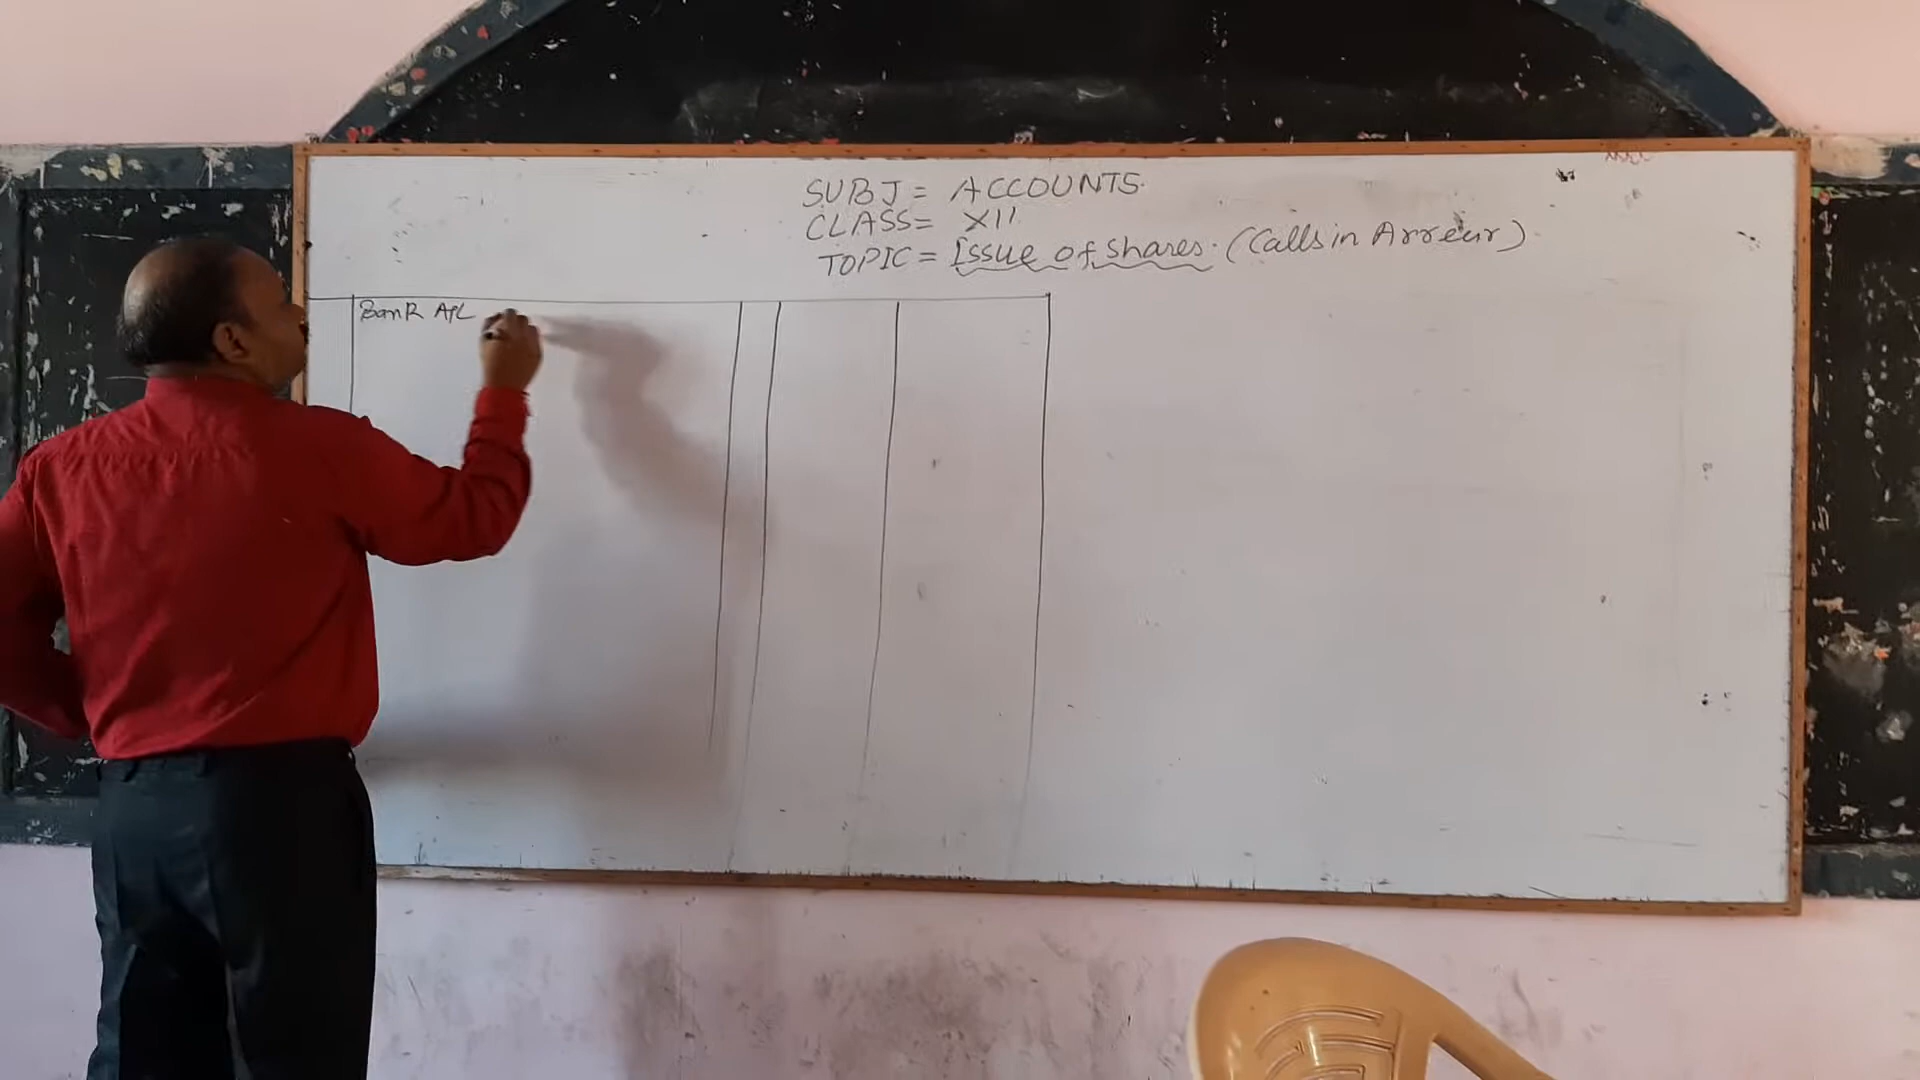 SUBJ = ACCOUNTS.
CLASS = XII
TOPIC = Issue of shares. (Calls in Arrear)
Bank A/c